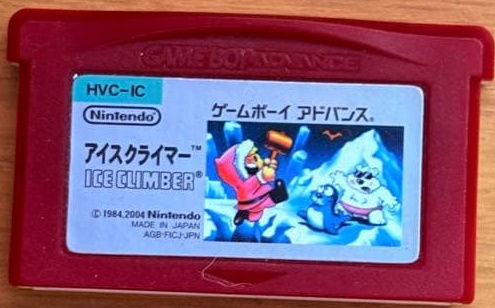 GAME BOY ADVANCE
HVC-IC
Nintendo®
ゲームボーイ アドバンス®
アイスクライマー™
ICE CLIMBER®
© 1984,2004 Nintendo
MADE IN JAPAN
AGB-FICJ-JPN